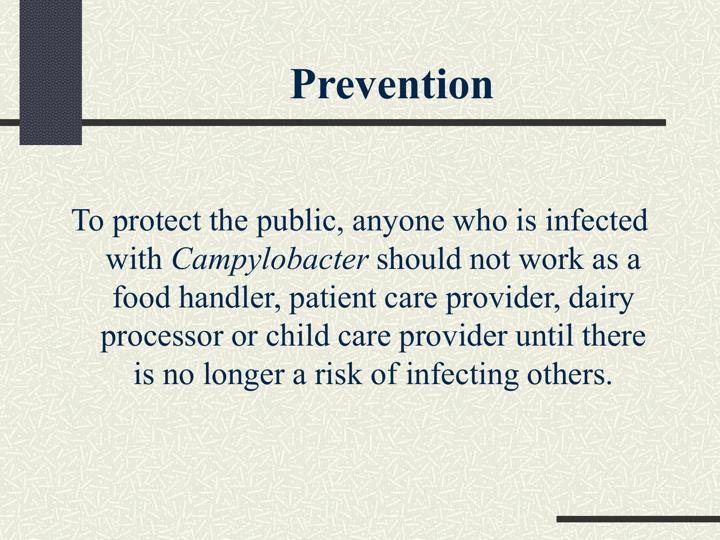 Prevention
To protect the public, anyone who is infected
with Campylobacter should not work as a
food handler, patient care provider, dairy
processor or child care provider until there
is no longer a risk of infecting others.